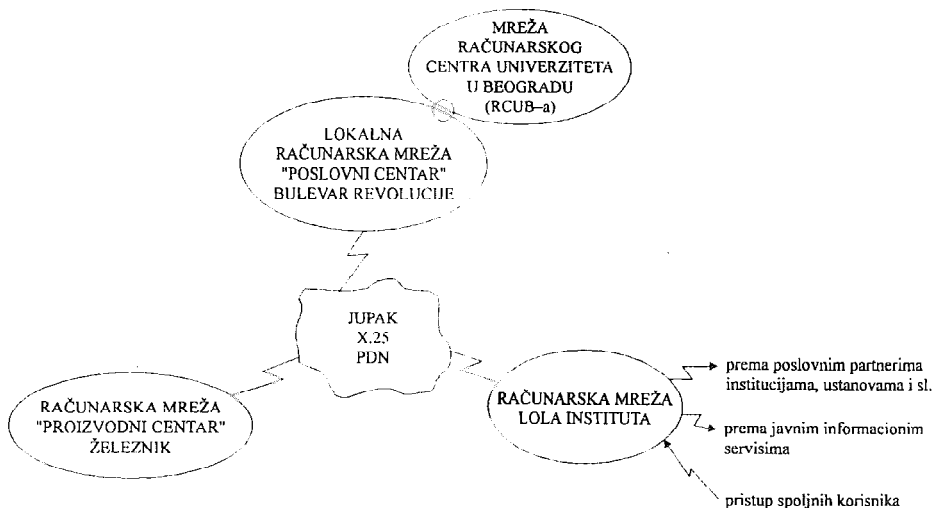 MREŽA
RAČUNARSKOG
CENTRA UNIVERZITETA
U BEOGRADU
(RCUB–a)
LOKALNA
RAČUNARSKA MREŽA
"POSLOVNI CENTAR"
BULEVAR REVOLUCIJE
JUPAK
X.25
PDN
RAČUNARSKA MREŽA
"PROIZVODNI CENTAR"
ŽELEZNIK
RAČUNARSKA MREŽA
LOLA INSTITUTA
prema poslovnim partnerima
institucijama, ustanovama i sl.
prema javnim informacionim
servisima
pristup spoljnih korisnika